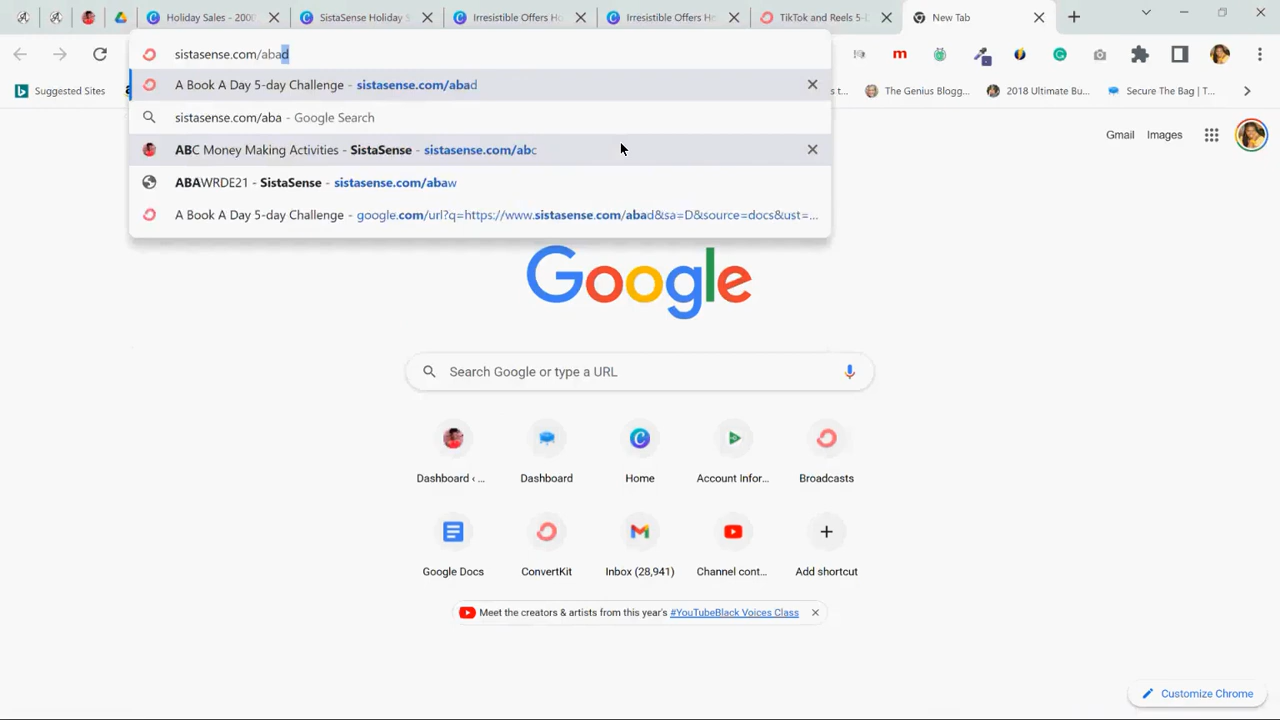 Holiday Sales - 2000
SistaSense Holiday S
Irresistible Offers Ho
Irresistible Offers Ho
TikTok and Reels 5-D
New Tab
sistasense.com/abad
Suggested Sites
The Genius Blogg...
2018 Ultimate Bu...
Secure The Bag | T...
A Book A Day 5-day Challenge - sistasense.com/abad
sistasense.com/aba - Google Search
ABC Money Making Activities - SistaSense - sistasense.com/abc
ABAWRDE21 - SistaSense - sistasense.com/abaw
A Book A Day 5-day Challenge - google.com/url?q=https://www.sistasense.com/abad&sa=D&source=docs&ust=...
Gmail Images
Google
Search Google or type a URL
Dashboard ‹ ...
Dashboard
Home
Account Infor...
Broadcasts
Google Docs
ConvertKit
Inbox (28,941)
Channel cont...
Add shortcut
Meet the creators & artists from this year's #YouTubeBlack Voices Class
Customize Chrome